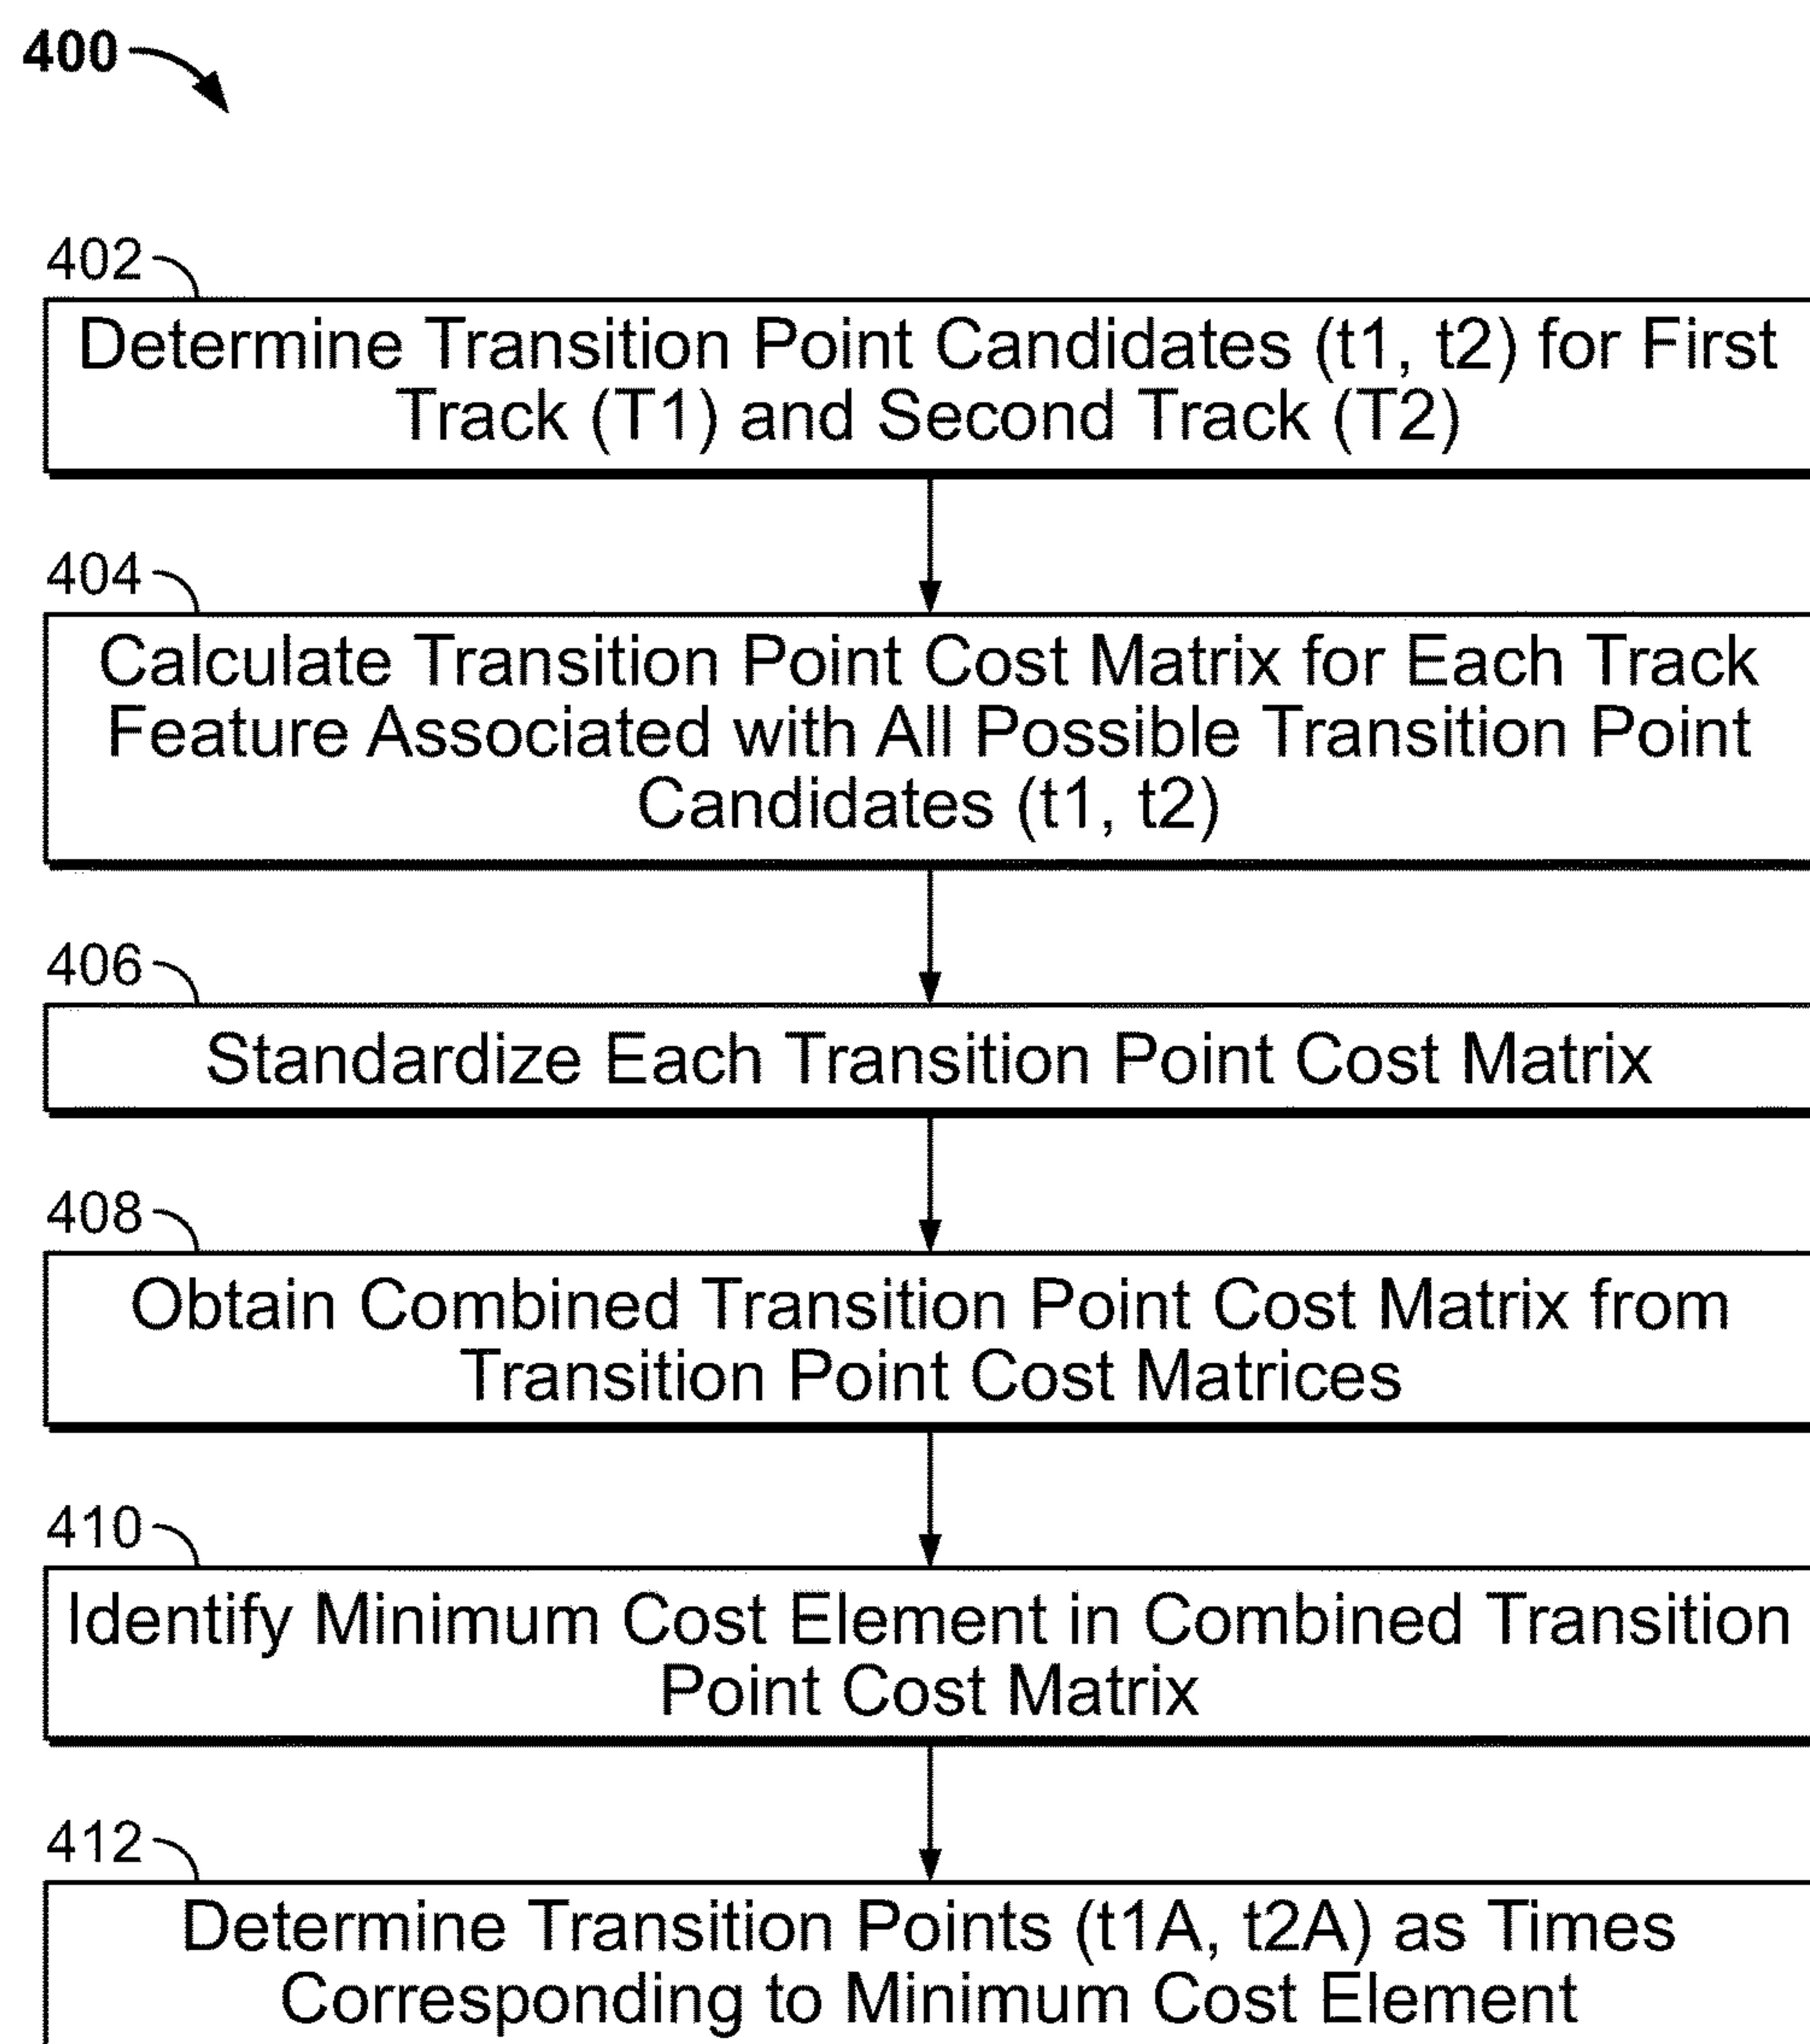 400
402
Determine Transition Point Candidates (t1, t2) for First
Track (T1) and Second Track (T2)
404
Calculate Transition Point Cost Matrix for Each Track
Feature Associated with All Possible Transition Point
Candidates (t1, t2)
406
Standardize Each Transition Point Cost Matrix
408
Obtain Combined Transition Point Cost Matrix from
Transition Point Cost Matrices
410
Identify Minimum Cost Element in Combined Transition
Point Cost Matrix
412
Determine Transition Points (t1A, t2A) as Times
Corresponding to Minimum Cost Element